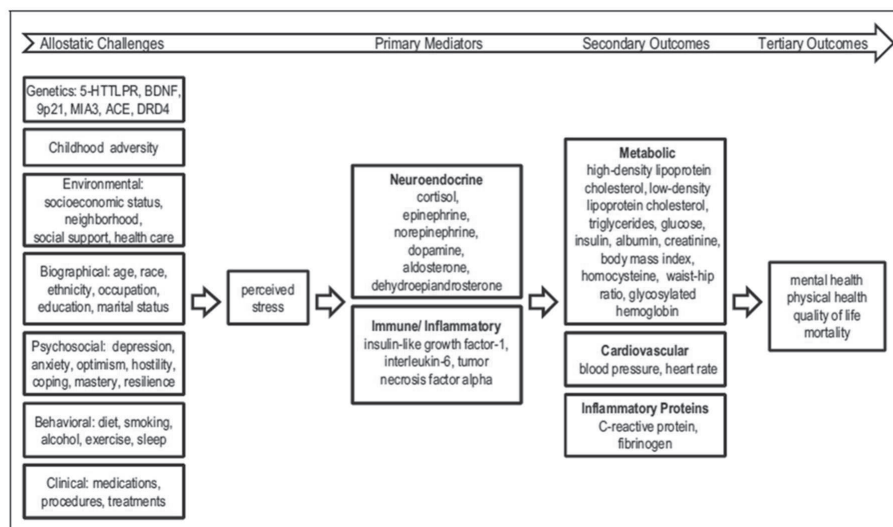 Allostatic Challenges
Primary Mediators
Secondary Outcomes
Tertiary Outcomes
Genetics: 5-HTTLPR, BDNF,
9p21, MIA3, ACE, DRD4
Childhood adversity
Environmental:
socioeconomic status,
neighborhood,
social support, health care
Biographical: age, race,
ethnicity, occupation,
education, marital status
Psychosocial: depression,
anxiety, optimism, hostility,
coping, mastery, resilience
Behavioral: diet, smoking,
alcohol, exercise, sleep
Clinical: medications,
procedures, treatments
perceived
stress
Neuroendocrine
cortisol,
epinephrine,
norepinephrine,
dopamine,
aldosterone,
dehydroepiandrosterone
Immune/ Inflammatory
insulin-like growth factor-1,
interleukin-6, tumor
necrosis factor alpha
Metabolic
high-density lipoprotein
cholesterol, low-density
lipoprotein cholesterol,
triglycerides, glucose,
insulin, albumin, creatinine,
body mass index,
homocysteine, waist-hip
ratio, glycosylated
hemoglobin
Cardiovascular
blood pressure, heart rate
Inflammatory Proteins
C-reactive protein,
fibrinogen
mental health
physical health
quality of life
mortality